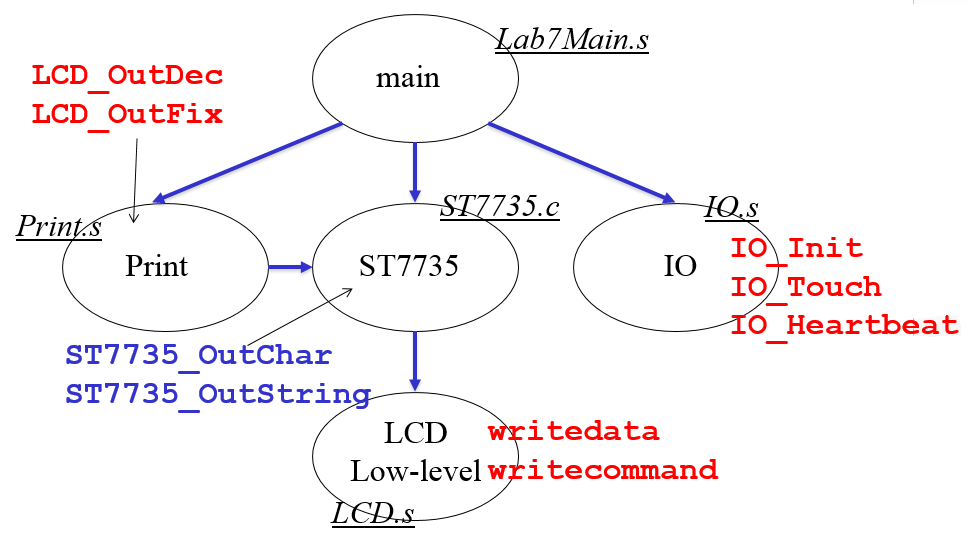 Lab7Main.s
main
LCD_OutDec
LCD_OutFix
Print.s
Print
ST7735.c
ST7735
IO.s
IO
IO_Init
IO_Touch
IO_Heartbeat
ST7735_OutChar
ST7735_OutString
LCD
Low-level
writedata
writecommand
LCD.s